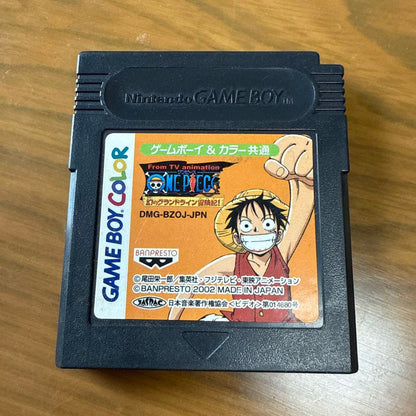 Nintendo GAME BOY TM
GAME BOY COLOR
ゲームボーイ & カラー共通
From TV animation
ONE PIECE
幻のグランドライン冒険記!
DMG-BZOJ-JPN
BANPRESTO
©尾田栄一郎/集英社・フジテレビ・東映アニメーション
©BANPRESTO 2002 MADE IN JAPAN
JASRAC
日本音楽著作権協会<ビデオ>第014680号